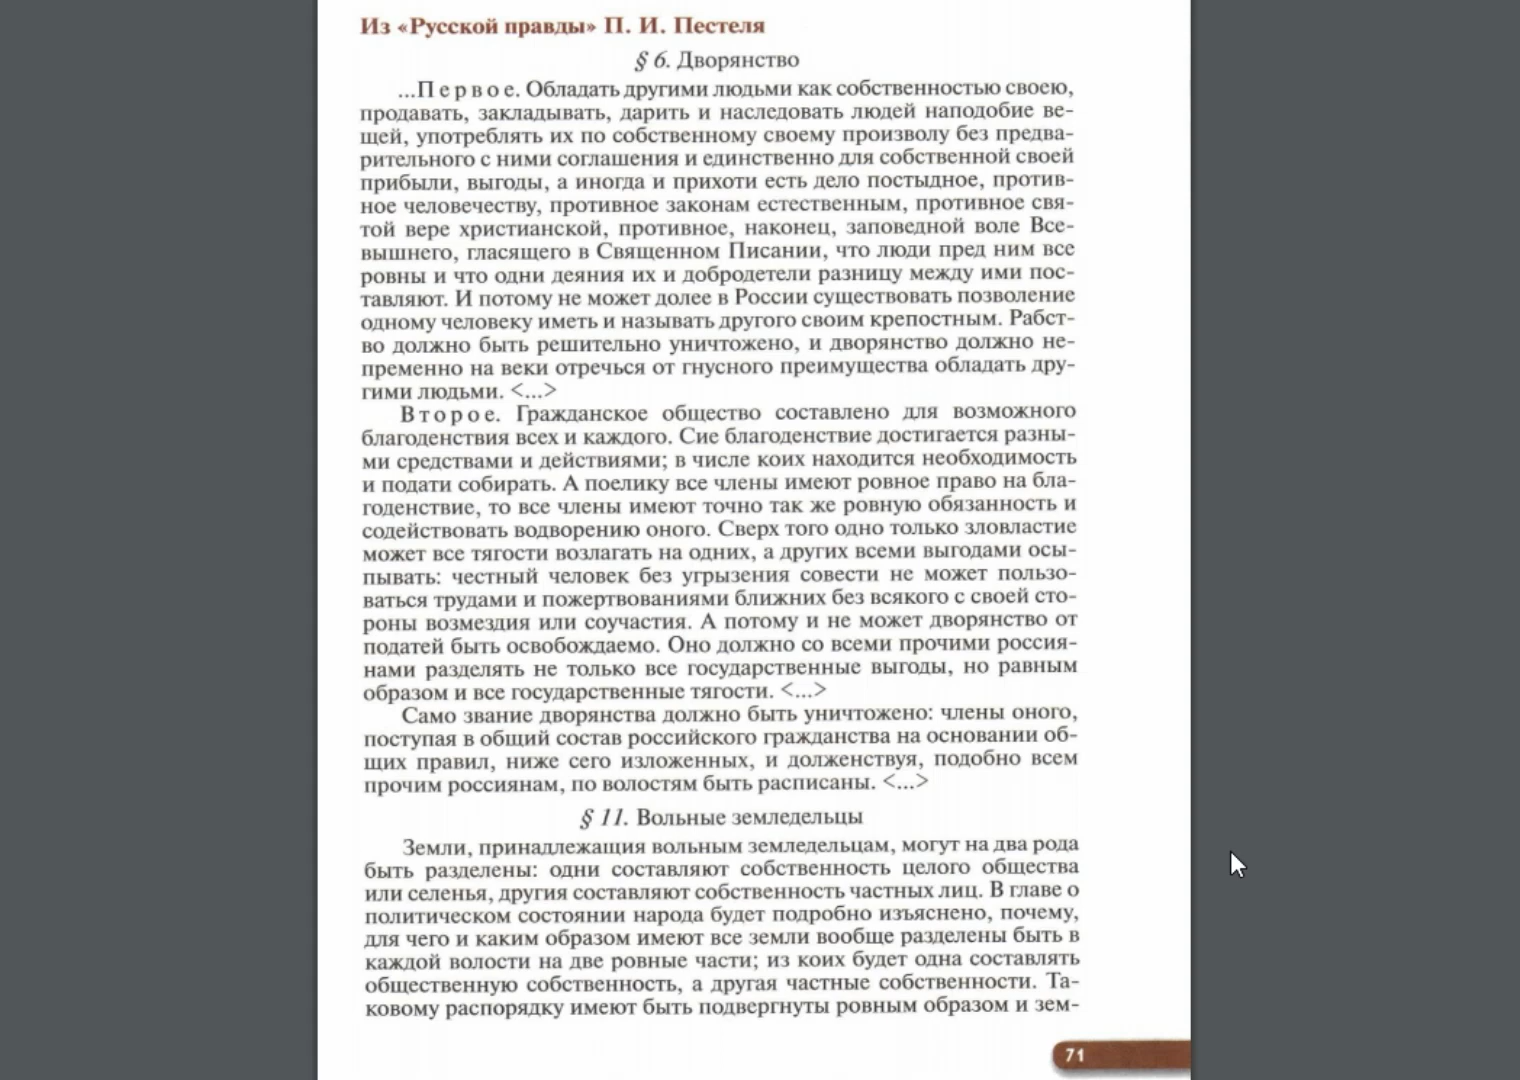 Из «Русской правды» П. И. Пестеля
§ 6. Дворянство
...Первое. Обладать другими людьми как собственностью своею,
продавать, закладывать, дарить и наследовать людей наподобие ве-
щей, употреблять их по собственному своему произволу без предва-
рительного с ними соглашения и единственно для собственной своей
прибыли, выгоды, а иногда и прихоти есть дело постыдное, против-
ное человечеству, противное законам естественным, противное свя-
той вере христианской, противное, наконец, заповедной воле Все-
вышнего, гласящего в Священном Писании, что люди пред ним все
ровны и что одни деяния их и добродетели разницу между ими пос-
тавляют. И потому не может долее в России существовать позволение
одному человеку иметь и называть другого своим крепостным. Рабст-
во должно быть решительно уничтожено, и дворянство должно не-
пременно на веки отречься от гнусного преимущества обладать дру-
гими людьми. <...>
Второе. Гражданское общество составлено для возможного
благоденствия всех и каждого. Сие благоденствие достигается разны-
ми средствами и действиями; в числе коих находится необходимость
и подати собирать. А поелику все члены имеют ровное право на бла-
годенствие, то все члены имеют точно так же ровную обязанность и
содействовать водворению оного. Сверх того одно только зловластие
может все тягости возлагать на одних, а других всеми выгодами осы-
пывать: честный человек без угрызения совести не может пользо-
ваться трудами и пожертвованиями ближних без всякого с своей сто-
роны возмездия или соучастия. А потому и не может дворянство от
податей быть освобождаемо. Оно должно со всеми прочими россия-
нами разделять не только все государственные выгоды, но равным
образом и все государственные тягости. <...>
Само звание дворянства должно быть уничтожено: члены оного,
поступая в общий состав российского гражданства на основании об-
щих правил, ниже сего изложенных, и долженствуя, подобно всем
прочим россиянам, по волостям быть расписаны. <...>
§ 11. Вольные земледельцы
Земли, принадлежащия вольным земледельцам, могут на два рода
быть разделены: одни составляют собственность целого общества
или селенья, другия составляют собственность частных лиц. В главе о
политическом состоянии народа будет подробно изъяснено, почему,
для чего и каким образом имеют все земли вообще разделены быть в
каждой волости на две ровные части; из коих будет одна составлять
общественную собственность, а другая частные собственности. Та-
ковому распорядку имеют быть подвергнуты ровным образом и зем-
71